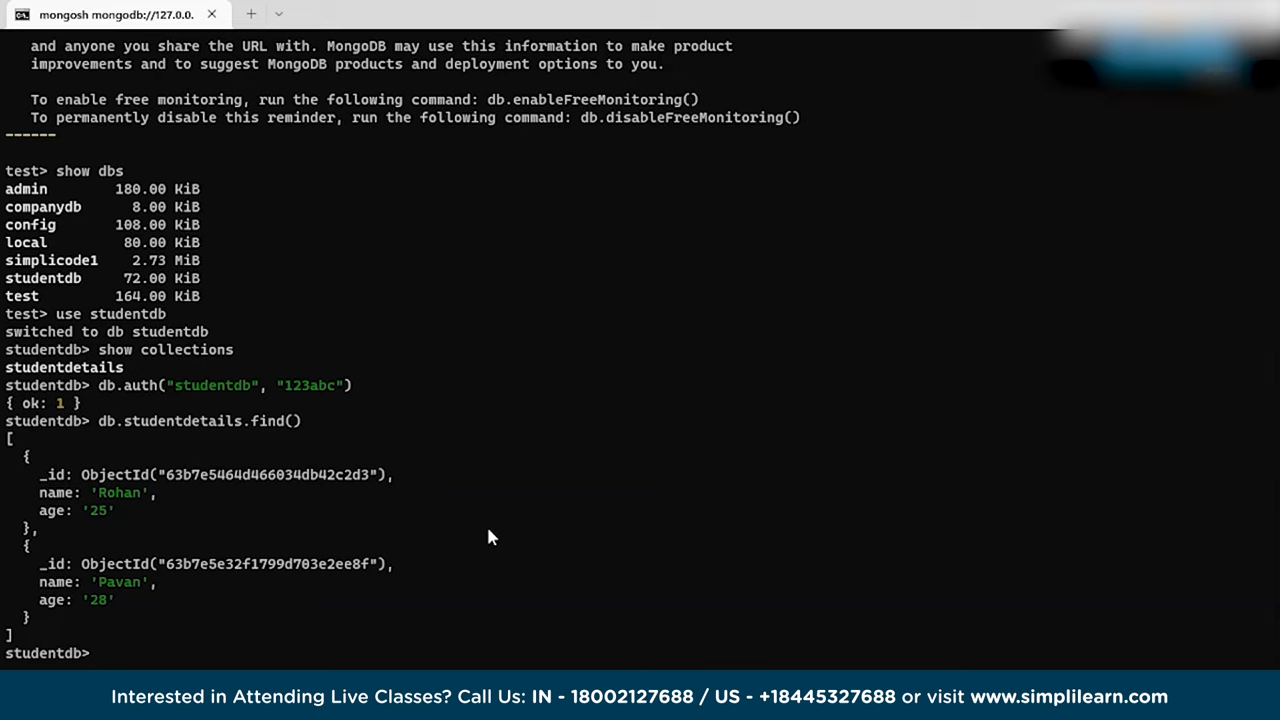 mongosh mongodb://127.0.0.
and anyone you share the URL with. MongoDB may use this information to make product
improvements and to suggest MongoDB products and deployment options to you.
To enable free monitoring, run the following command: db.enableFreeMonitoring()
To permanently disable this reminder, run the following command: db.disableFreeMonitoring()
------
test> show dbs
admin 180.00 KiB
companydb 8.00 KiB
config 108.00 KiB
local 80.00 KiB
simplicode1 2.73 MiB
studentdb 72.00 KiB
test 164.00 KiB
test> use studentdb
switched to db studentdb
studentdb> show collections
studentdetails
studentdb> db.auth("studentdb", "123abc")
{ ok: 1 }
studentdb> db.studentdetails.find()
[
{
_id: ObjectId("63b7e5464d466034db42c2d3"),
name: 'Rohan',
age: '25'
},
{
_id: ObjectId("63b7e5e32f1799d703e2ee8f"),
name: 'Pavan',
age: '28'
}
]
studentdb>
Interested in Attending Live Classes? Call Us: IN - 18002127688 / US - +18445327688 or visit www.simplilearn.com